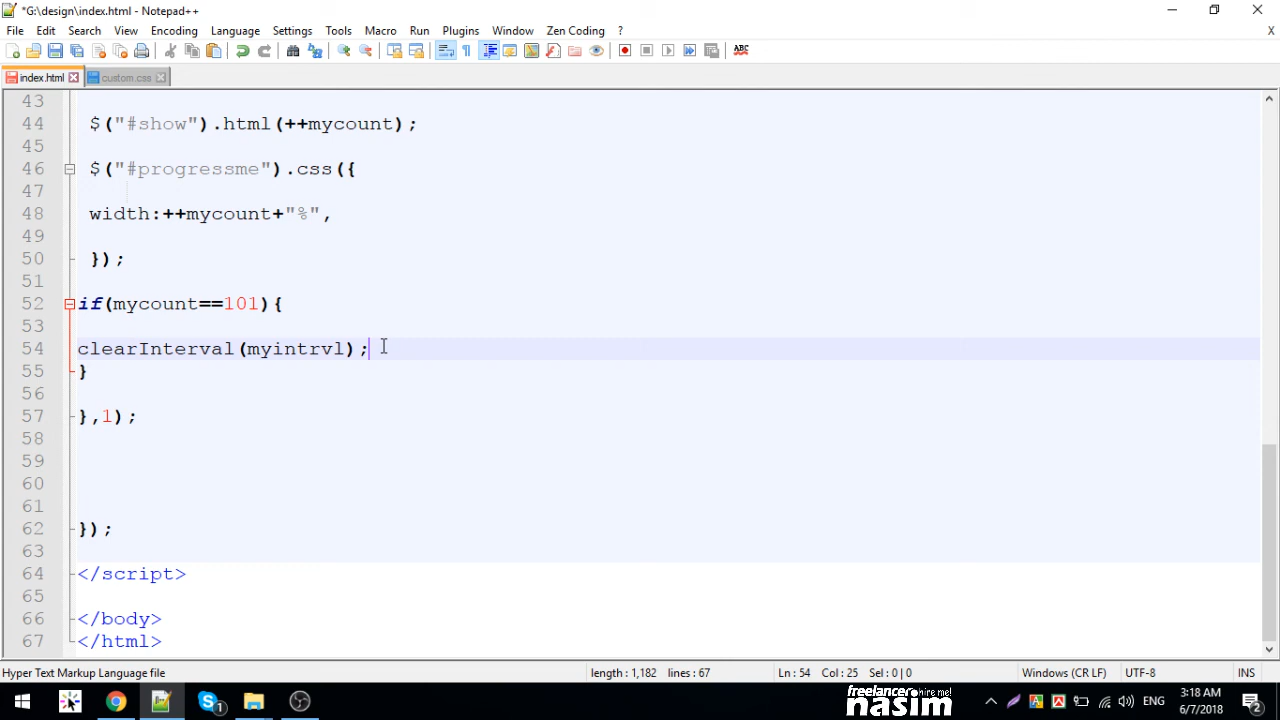 *G:\design\index.html - Notepad++
File Edit Search View Encoding Language Settings Tools Macro Run Plugins Window Zen Coding ? X
ABC
index.html custom.css
43
44 $("#show").html(++mycount);
45
46 $("#progressme").css({
47
48 width:++mycount+"%",
49
50 });
51
52 if(mycount==101){
53
54 clearInterval(myintrvl);
55 }
56
57 },1);
58
59
60
61
62 });
63
64 </script>
65
66 </body>
67 </html>
Hyper Text Markup Language file length : 1,182 lines : 67 Ln : 54 Col : 25 Sel : 0 | 0 Windows (CR LF) UTF-8 INS
freelancer hire me!
nasim
ENG
3:18 AM
6/7/2018
1
2